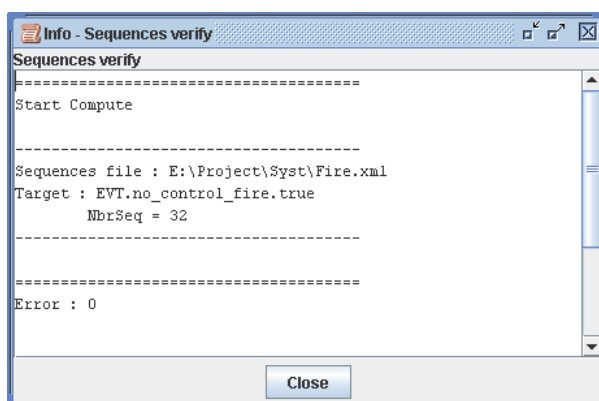 Info - Sequences verify
Sequences verify
======================================
Start Compute
--------------------------------------
Sequences file : E:\Project\Syst\Fire.xml
Target : EVT.no_control_fire.true
NbrSeq = 32
--------------------------------------
======================================
Error : 0
Close